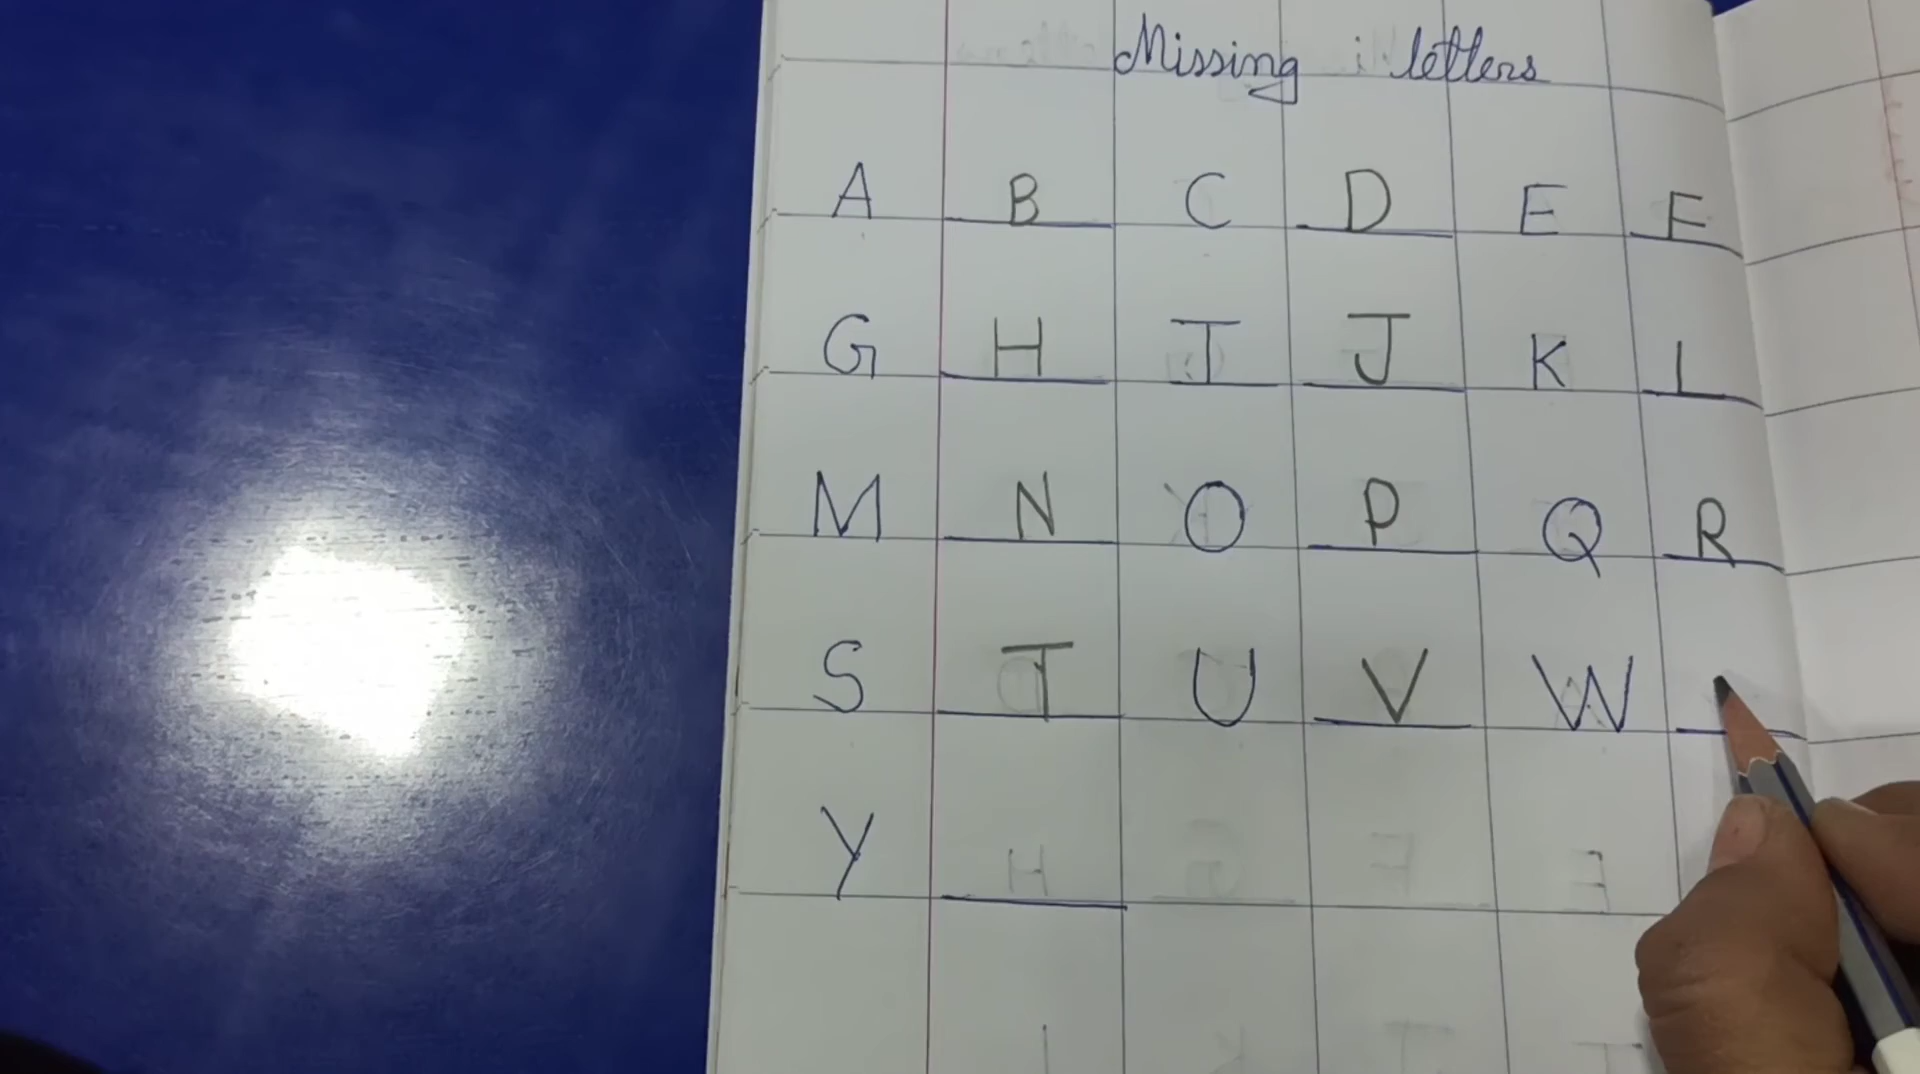 Missing letters
A B C D E F
G H I J K L
M N O P Q R
S T U V W
Y